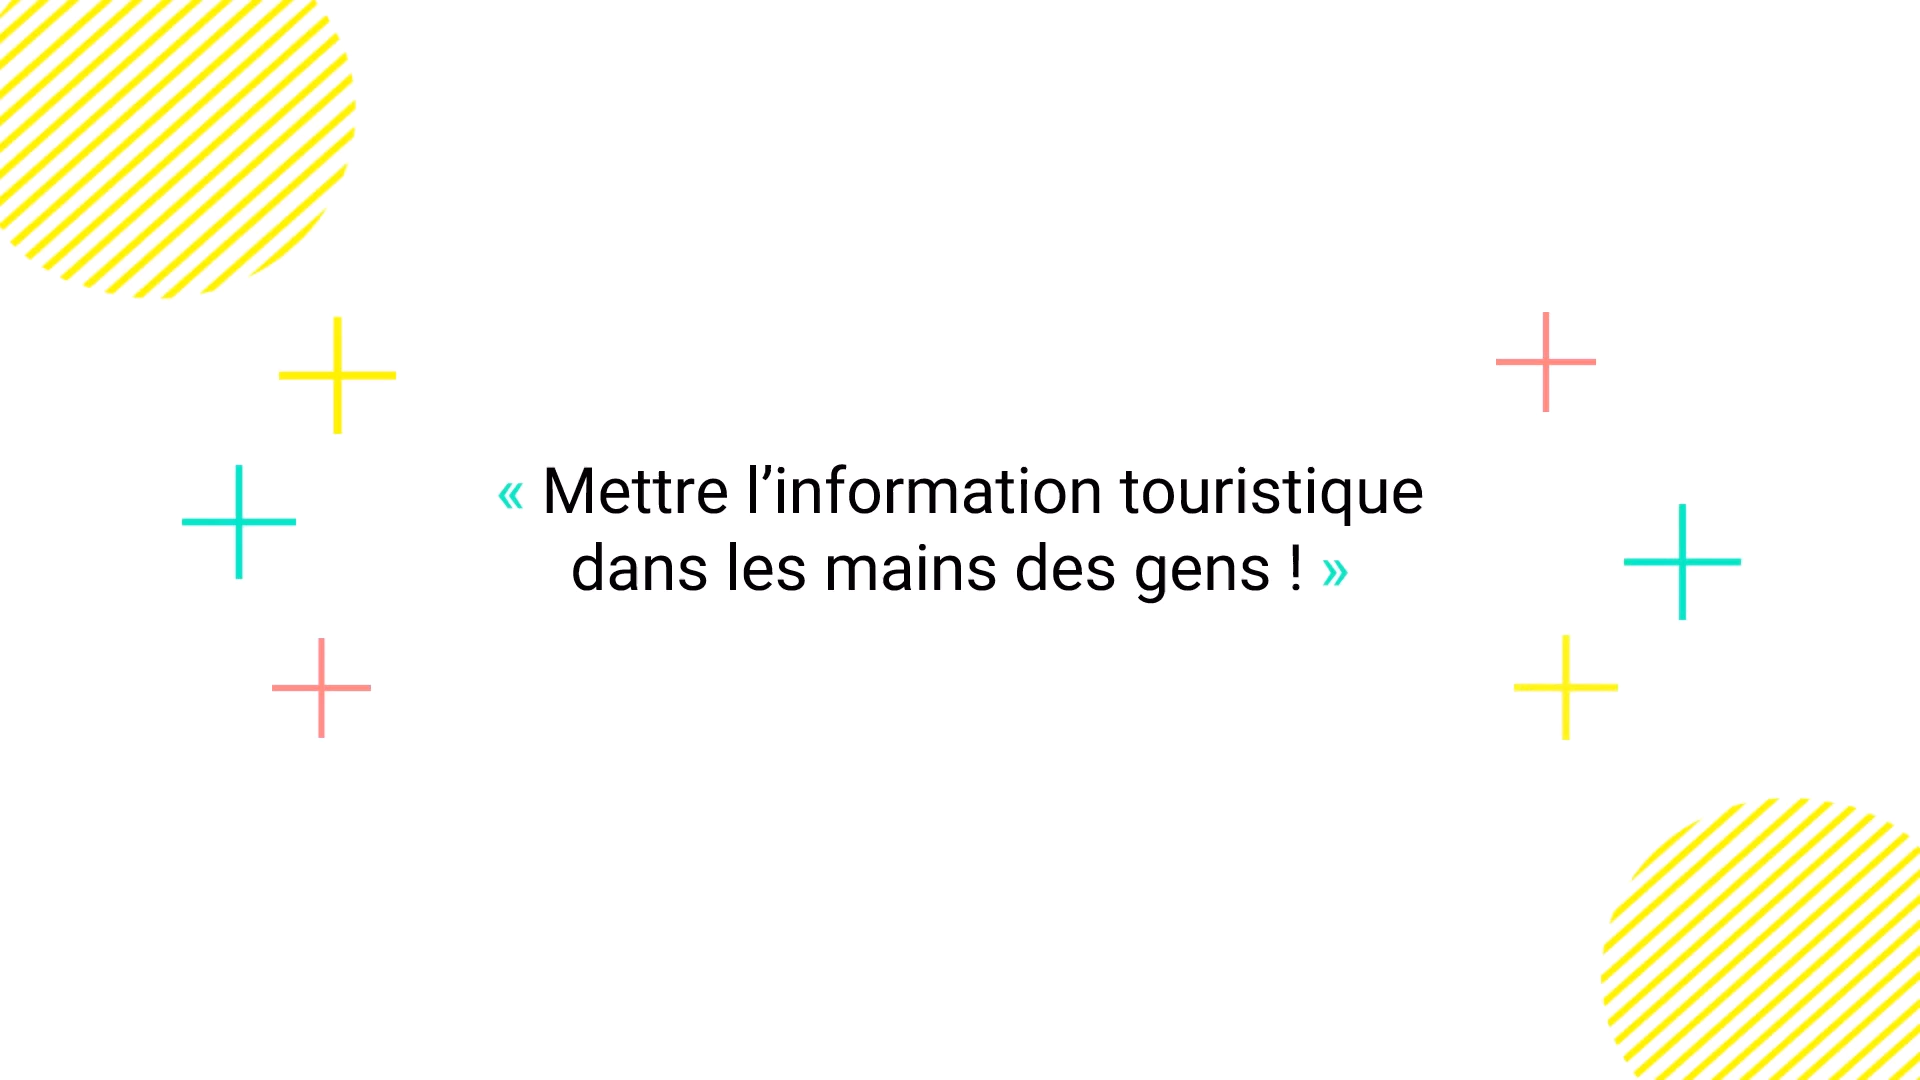 « Mettre l’information touristique
dans les mains des gens ! »